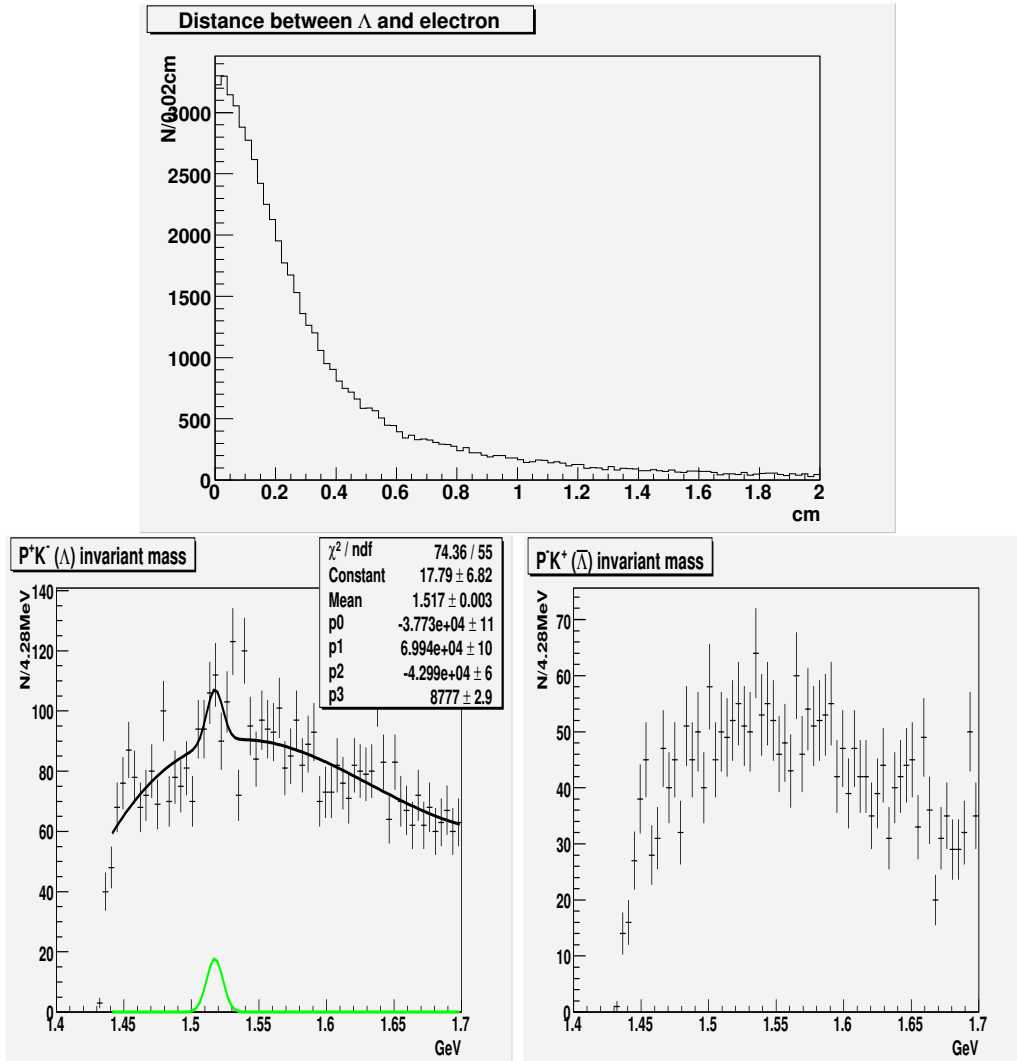 Distance between Λ and electron
N/0.02cm
3000
2500
2000
1500
1000
500
0
0 0.2 0.4 0.6 0.8 1 1.2 1.4 1.6 1.8 2
cm
P⁺K⁻ (Λ) invariant mass
χ² / ndf 74.36 / 55
Constant 17.79 ± 6.82
Mean 1.517 ± 0.003
p0 -3.773e+04 ± 11
p1 6.994e+04 ± 10
p2 -4.299e+04 ± 6
p3 8777 ± 2.9
N/4.28MeV
140
120
100
80
60
40
20
0
1.4 1.45 1.5 1.55 1.6 1.65 1.7
GeV
P⁻K⁺ (Λ̅) invariant mass
N/4.28MeV
70
60
50
40
30
20
10
0
1.4 1.45 1.5 1.55 1.6 1.65 1.7
GeV